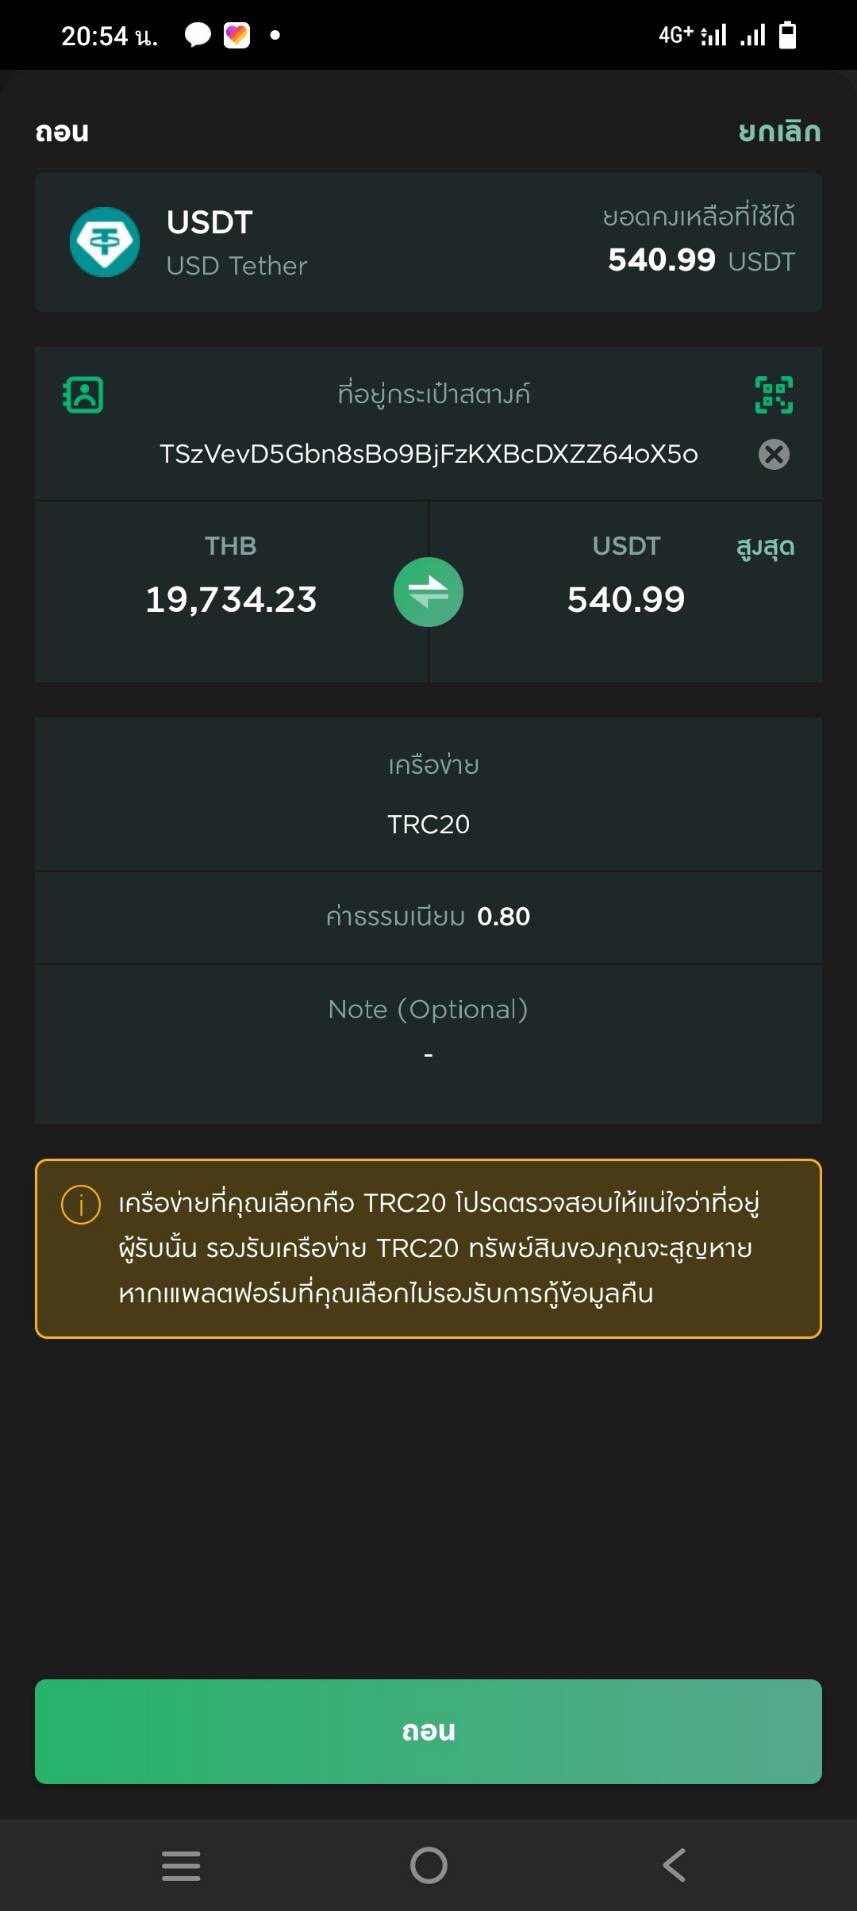 20:54 น.
4G+
ถอน
ยกเลิก
USDT
USD Tether
ยอดคงเหลือที่ใช้ได้
540.99 USDT
ที่อยู่กระเป๋าสตางค์
TSzVevD5Gbn8sBo9BjFzKXBcDXZZ64oX5o
THB
19,734.23
USDT
สูงสุด
540.99
เครือข่าย
TRC20
ค่าธรรมเนียม 0.80
Note (Optional)
-
เครือข่ายที่คุณเลือกคือ TRC20 โปรดตรวจสอบให้แน่ใจว่าที่อยู่
ผู้รับนั้น รองรับเครือข่าย TRC20 ทรัพย์สินของคุณจะสูญหาย
หากแพลตฟอร์มที่คุณเลือกไม่รองรับการกู้ข้อมูลคืน
ถอน